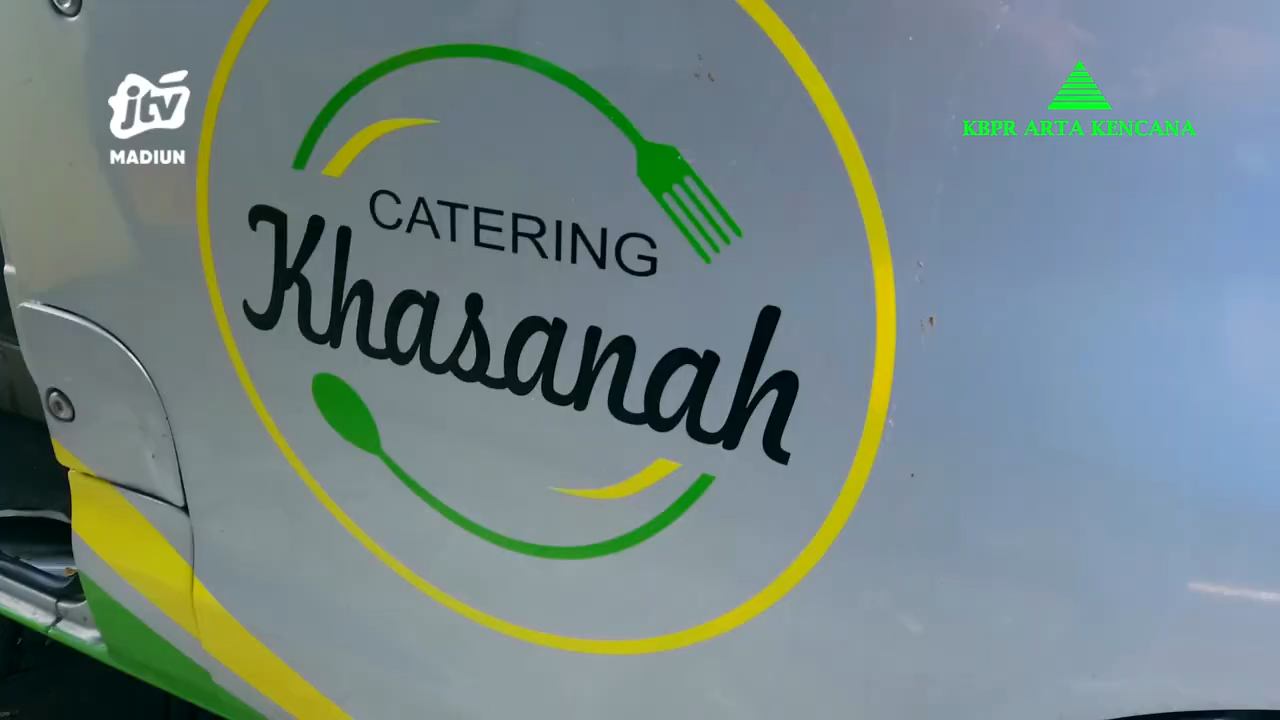 jtv
MADIUN
KBPR ARTA KENCANA
CATERING
Khasanah